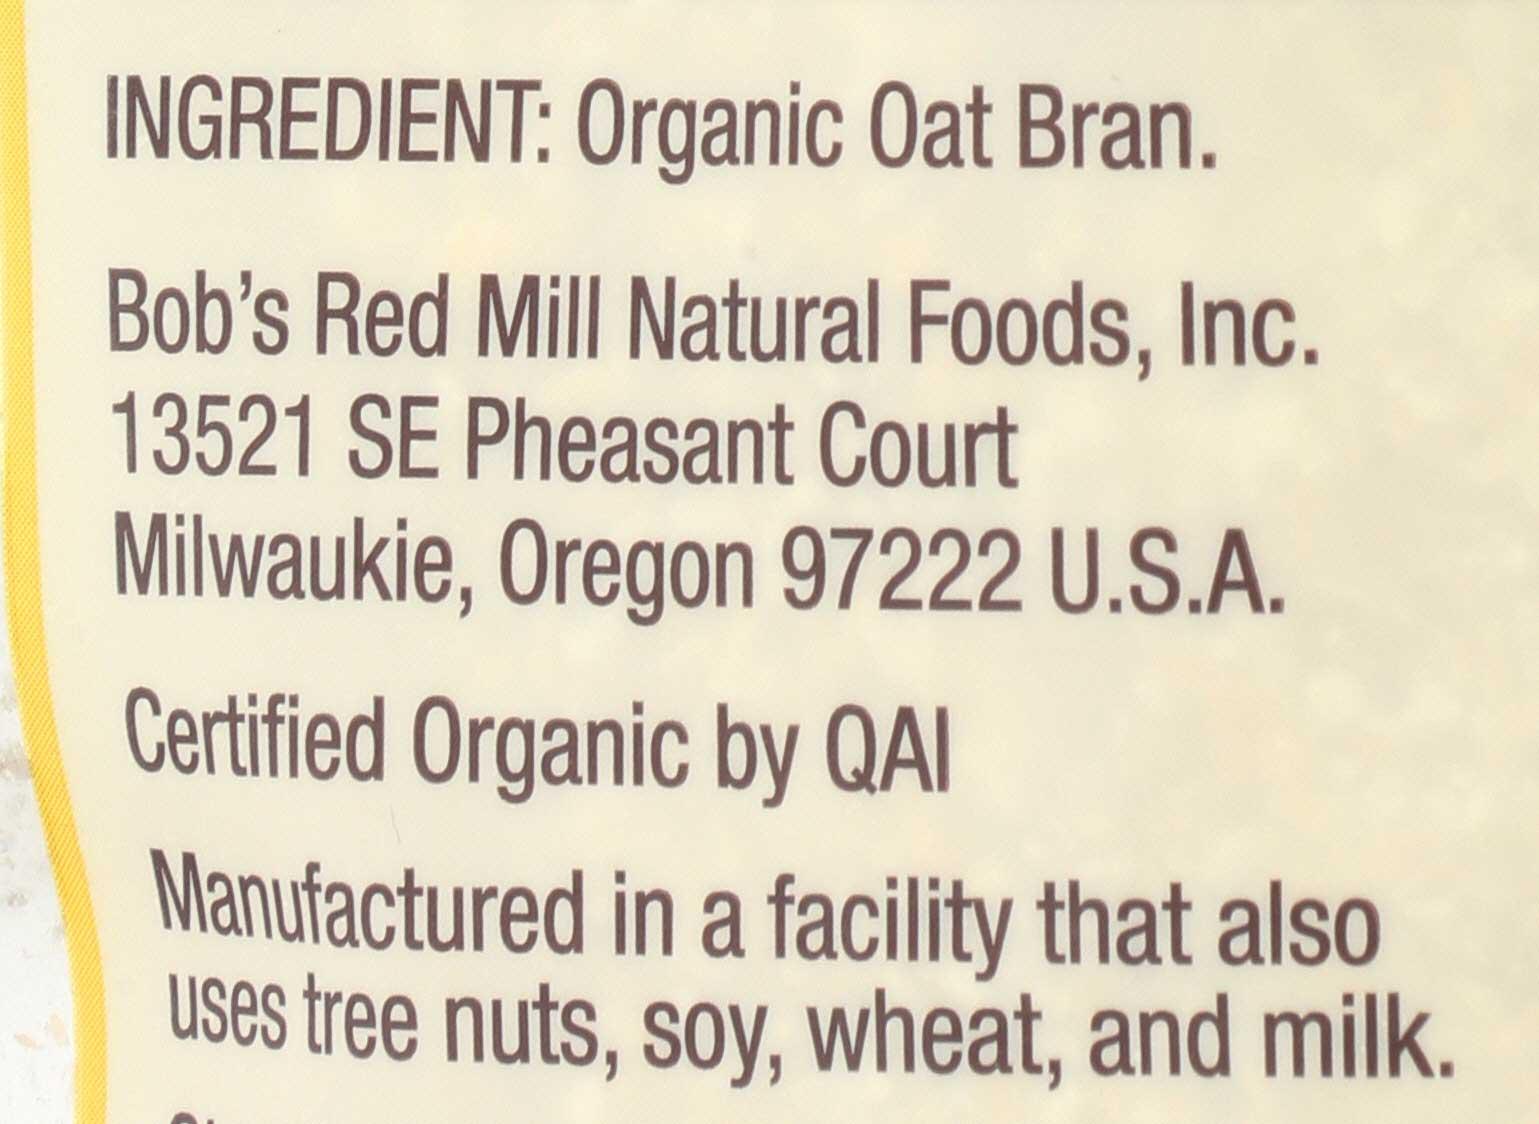 INGREDIENT: Organic Oat Bran.
Bob's Red Mill Natural Foods, Inc.
13521 SE Pheasant Court
Milwaukie, Oregon 97222 U.S.A.
Certified Organic by QAI
Manufactured in a facility that also
uses tree nuts, soy, wheat, and milk.